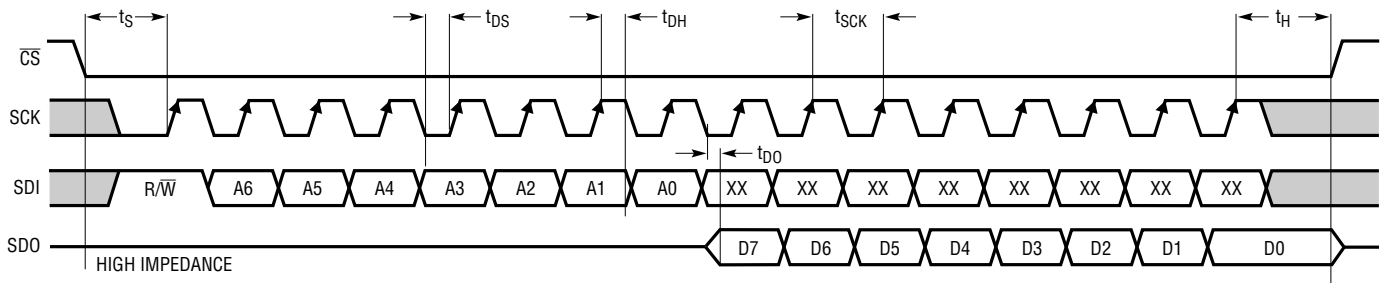 tS tDS tDH tSCK tH
CS
SCK
tDO
SDI R/W A6 A5 A4 A3 A2 A1 A0 XX XX XX XX XX XX XX XX
SDO D7 D6 D5 D4 D3 D2 D1 D0
HIGH IMPEDANCE